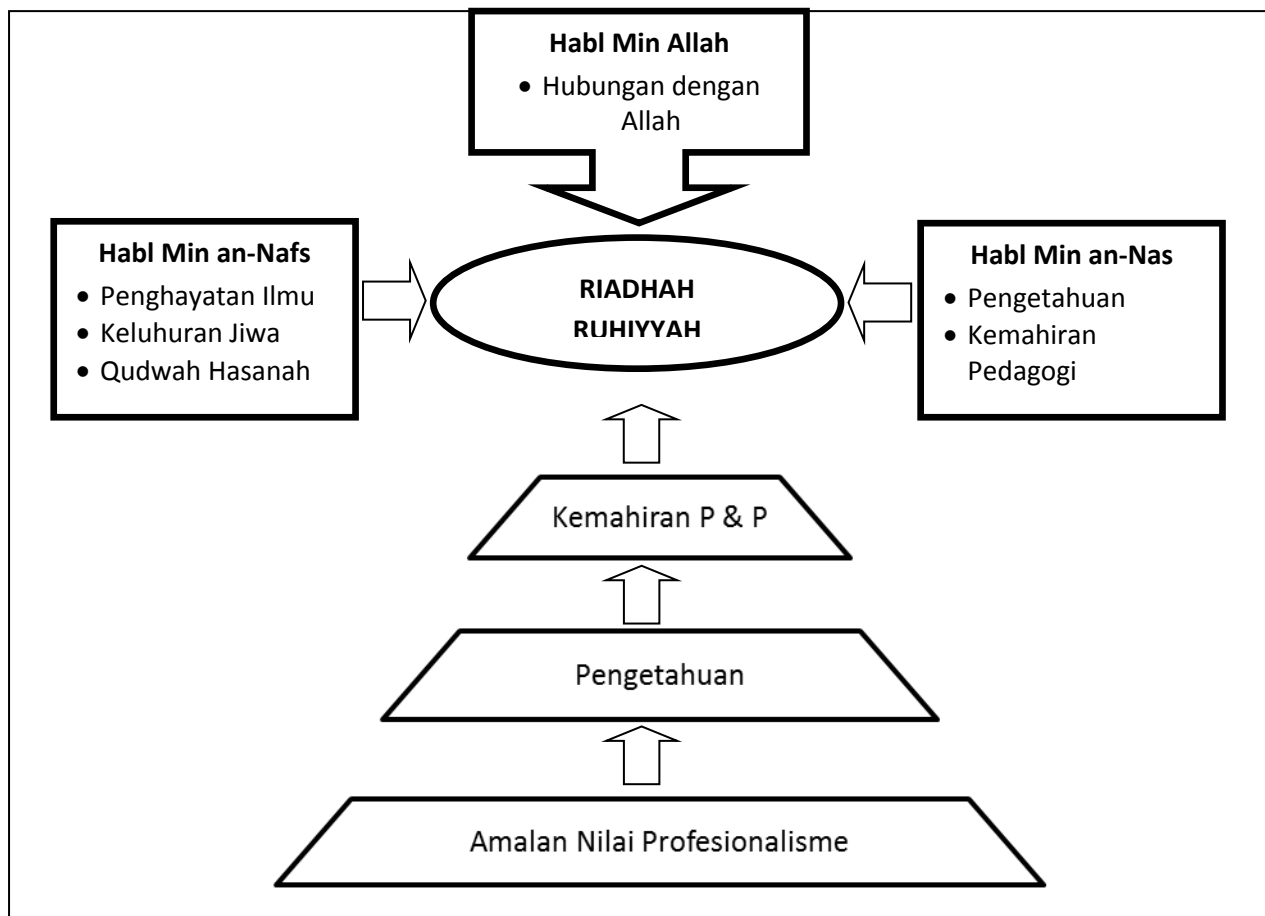 Habl Min Allah
• Hubungan dengan
Allah
Habl Min an-Nafs
• Penghayatan Ilmu
• Keluhuran Jiwa
• Qudwah Hasanah
RIADHAH
RUHIYYAH
Habl Min an-Nas
• Pengetahuan
• Kemahiran
Pedagogi
Kemahiran P & P
Pengetahuan
Amalan Nilai Profesionalisme